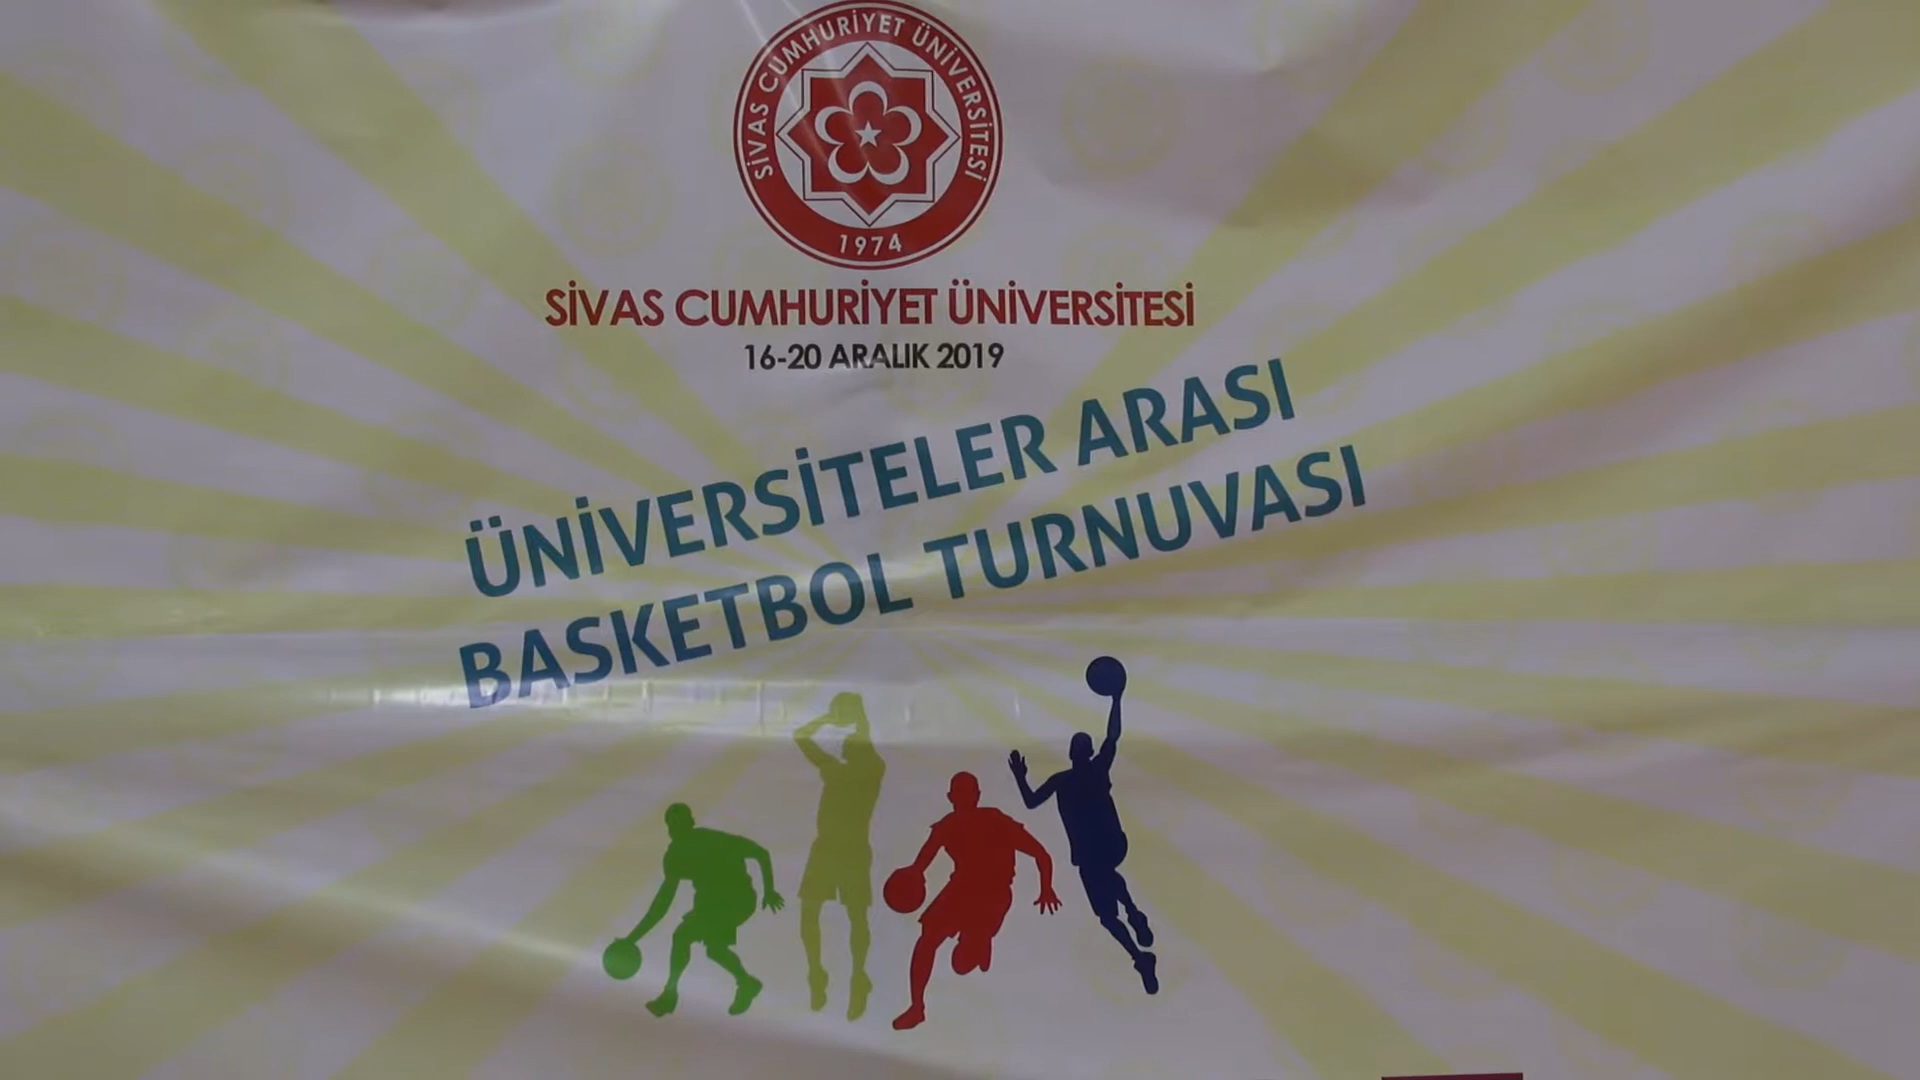 SİVAS CUMHURİYET ÜNİVERSİTESİ
1974
SİVAS CUMHURİYET ÜNİVERSİTESİ
16-20 ARALIK 2019
ÜNİVERSİTELER ARASI
BASKETBOL TURNUVASI